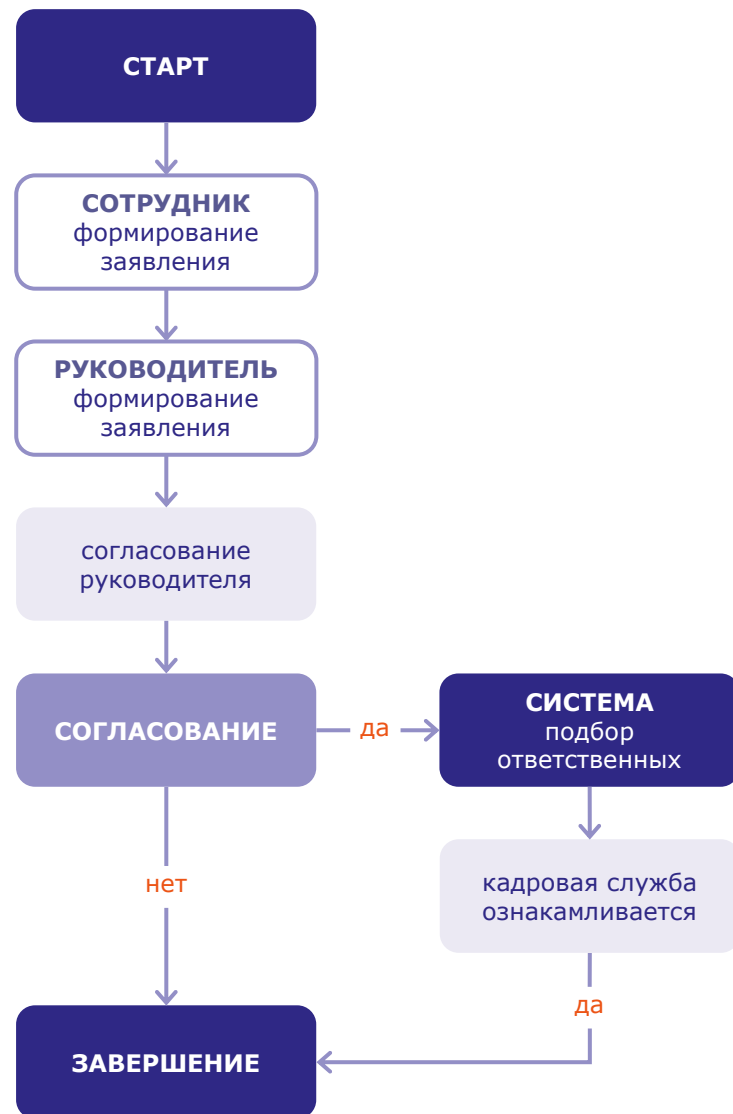 СТАРТ
СОТРУДНИК
формирование
заявления
РУКОВОДИТЕЛЬ
формирование
заявления
согласование
руководителя
СОГЛАСОВАНИЕ
да
СИСТЕМА
подбор
ответственных
нет
кадровая служба
ознакамливается
да
ЗАВЕРШЕНИЕ